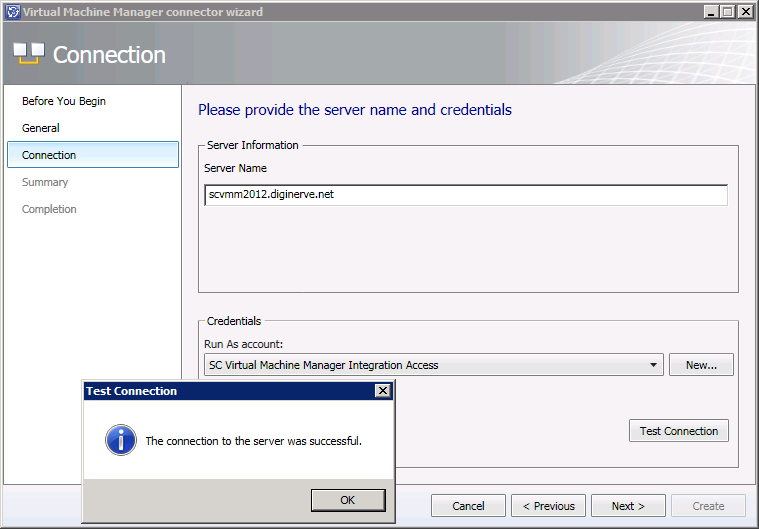 Virtual Machine Manager connector wizard
Connection
Before You Begin
General
Connection
Summary
Completion
Please provide the server name and credentials
Server Information
Server Name
scvmm2012.diginerve.net
Credentials
Run As account:
SC Virtual Machine Manager Integration Access
New...
Test Connection
Test Connection
The connection to the server was successful.
OK
Cancel
< Previous
Next >
Create